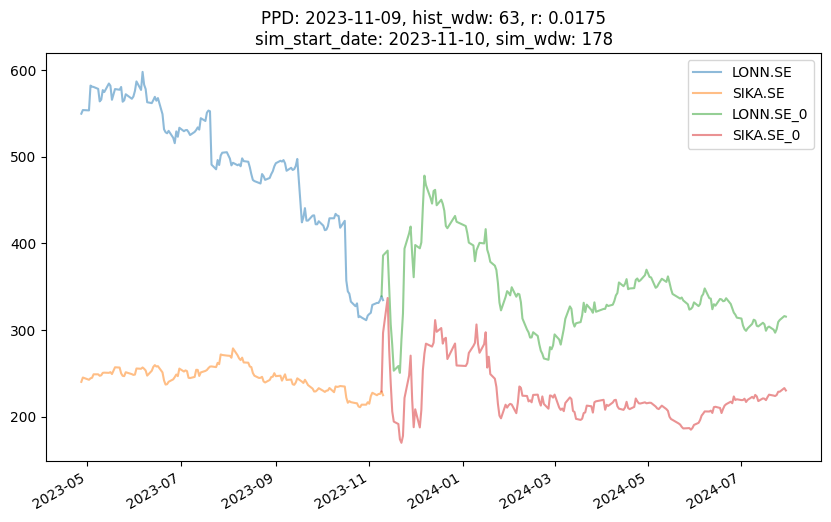 PPD: 2023-11-09, hist_wdw: 63, r: 0.0175
sim_start_date: 2023-11-10, sim_wdw: 178
LONN.SE
SIKA.SE
LONN.SE_0
SIKA.SE_0
600
500
400
300
200
2023-05
2023-07
2023-09
2023-11
2024-01
2024-03
2024-05
2024-07